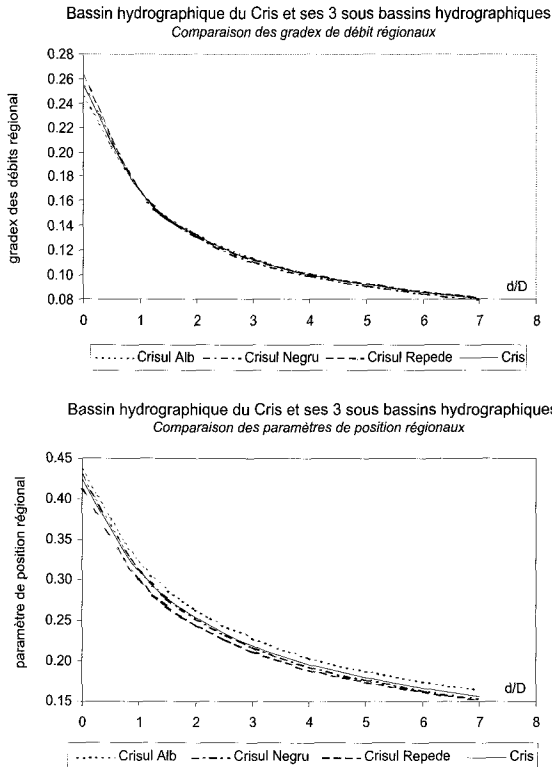 Bassin hydrographique du Cris et ses 3 sous bassins hydrographiques
Comparaison des gradex de débit régionaux
gradex des débits régional
0.28
0.26
0.24
0.22
0.20
0.18
0.16
0.14
0.12
0.10
0.08
d/D
0 1 2 3 4 5 6 7 8
Crisul Alb Crisul Negru Crisul Repede Cris
Bassin hydrographique du Cris et ses 3 sous bassins hydrographiques
Comparaison des paramètres de position régionaux
paramètre de position régional
0.45
0.40
0.35
0.30
0.25
0.20
0.15
d/D
0 1 2 3 4 5 6 7 8
Crisul Alb Crisul Negru Crisul Repede Cris